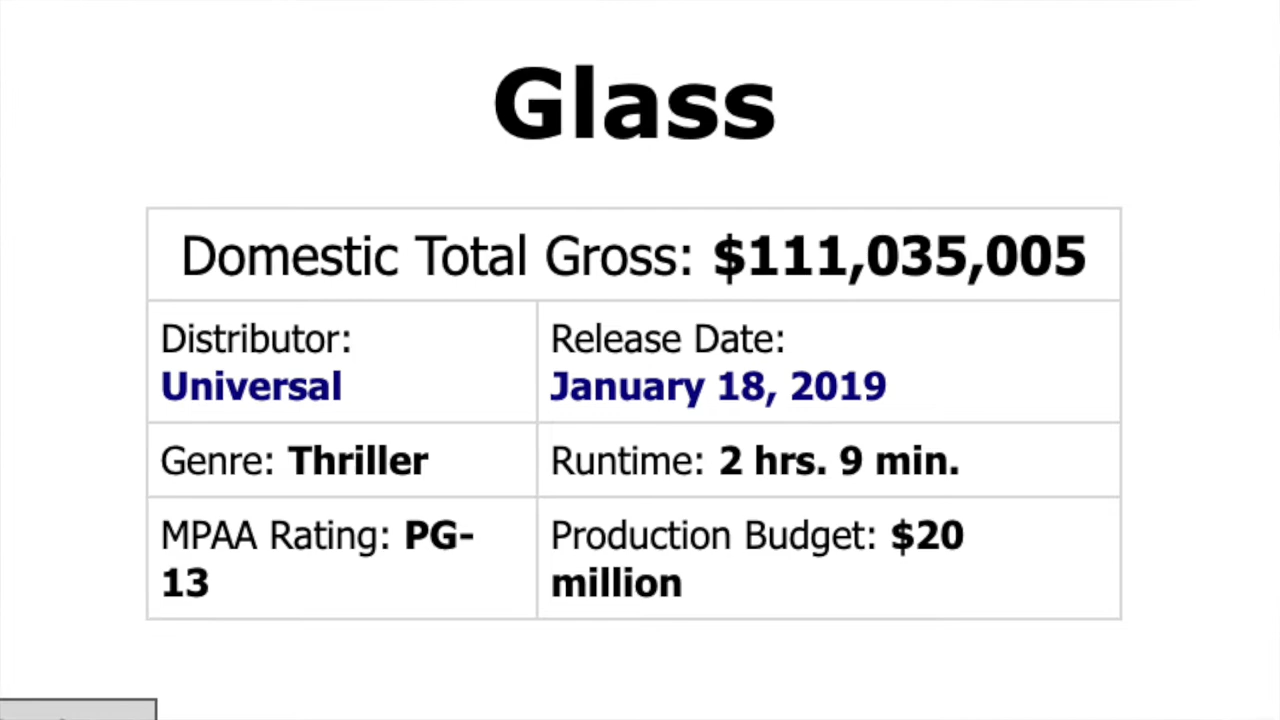 Glass
Domestic Total Gross: $111,035,005
Distributor:
Universal
Release Date:
January 18, 2019
Genre: Thriller
Runtime: 2 hrs. 9 min.
MPAA Rating: PG-
13
Production Budget: $20
million